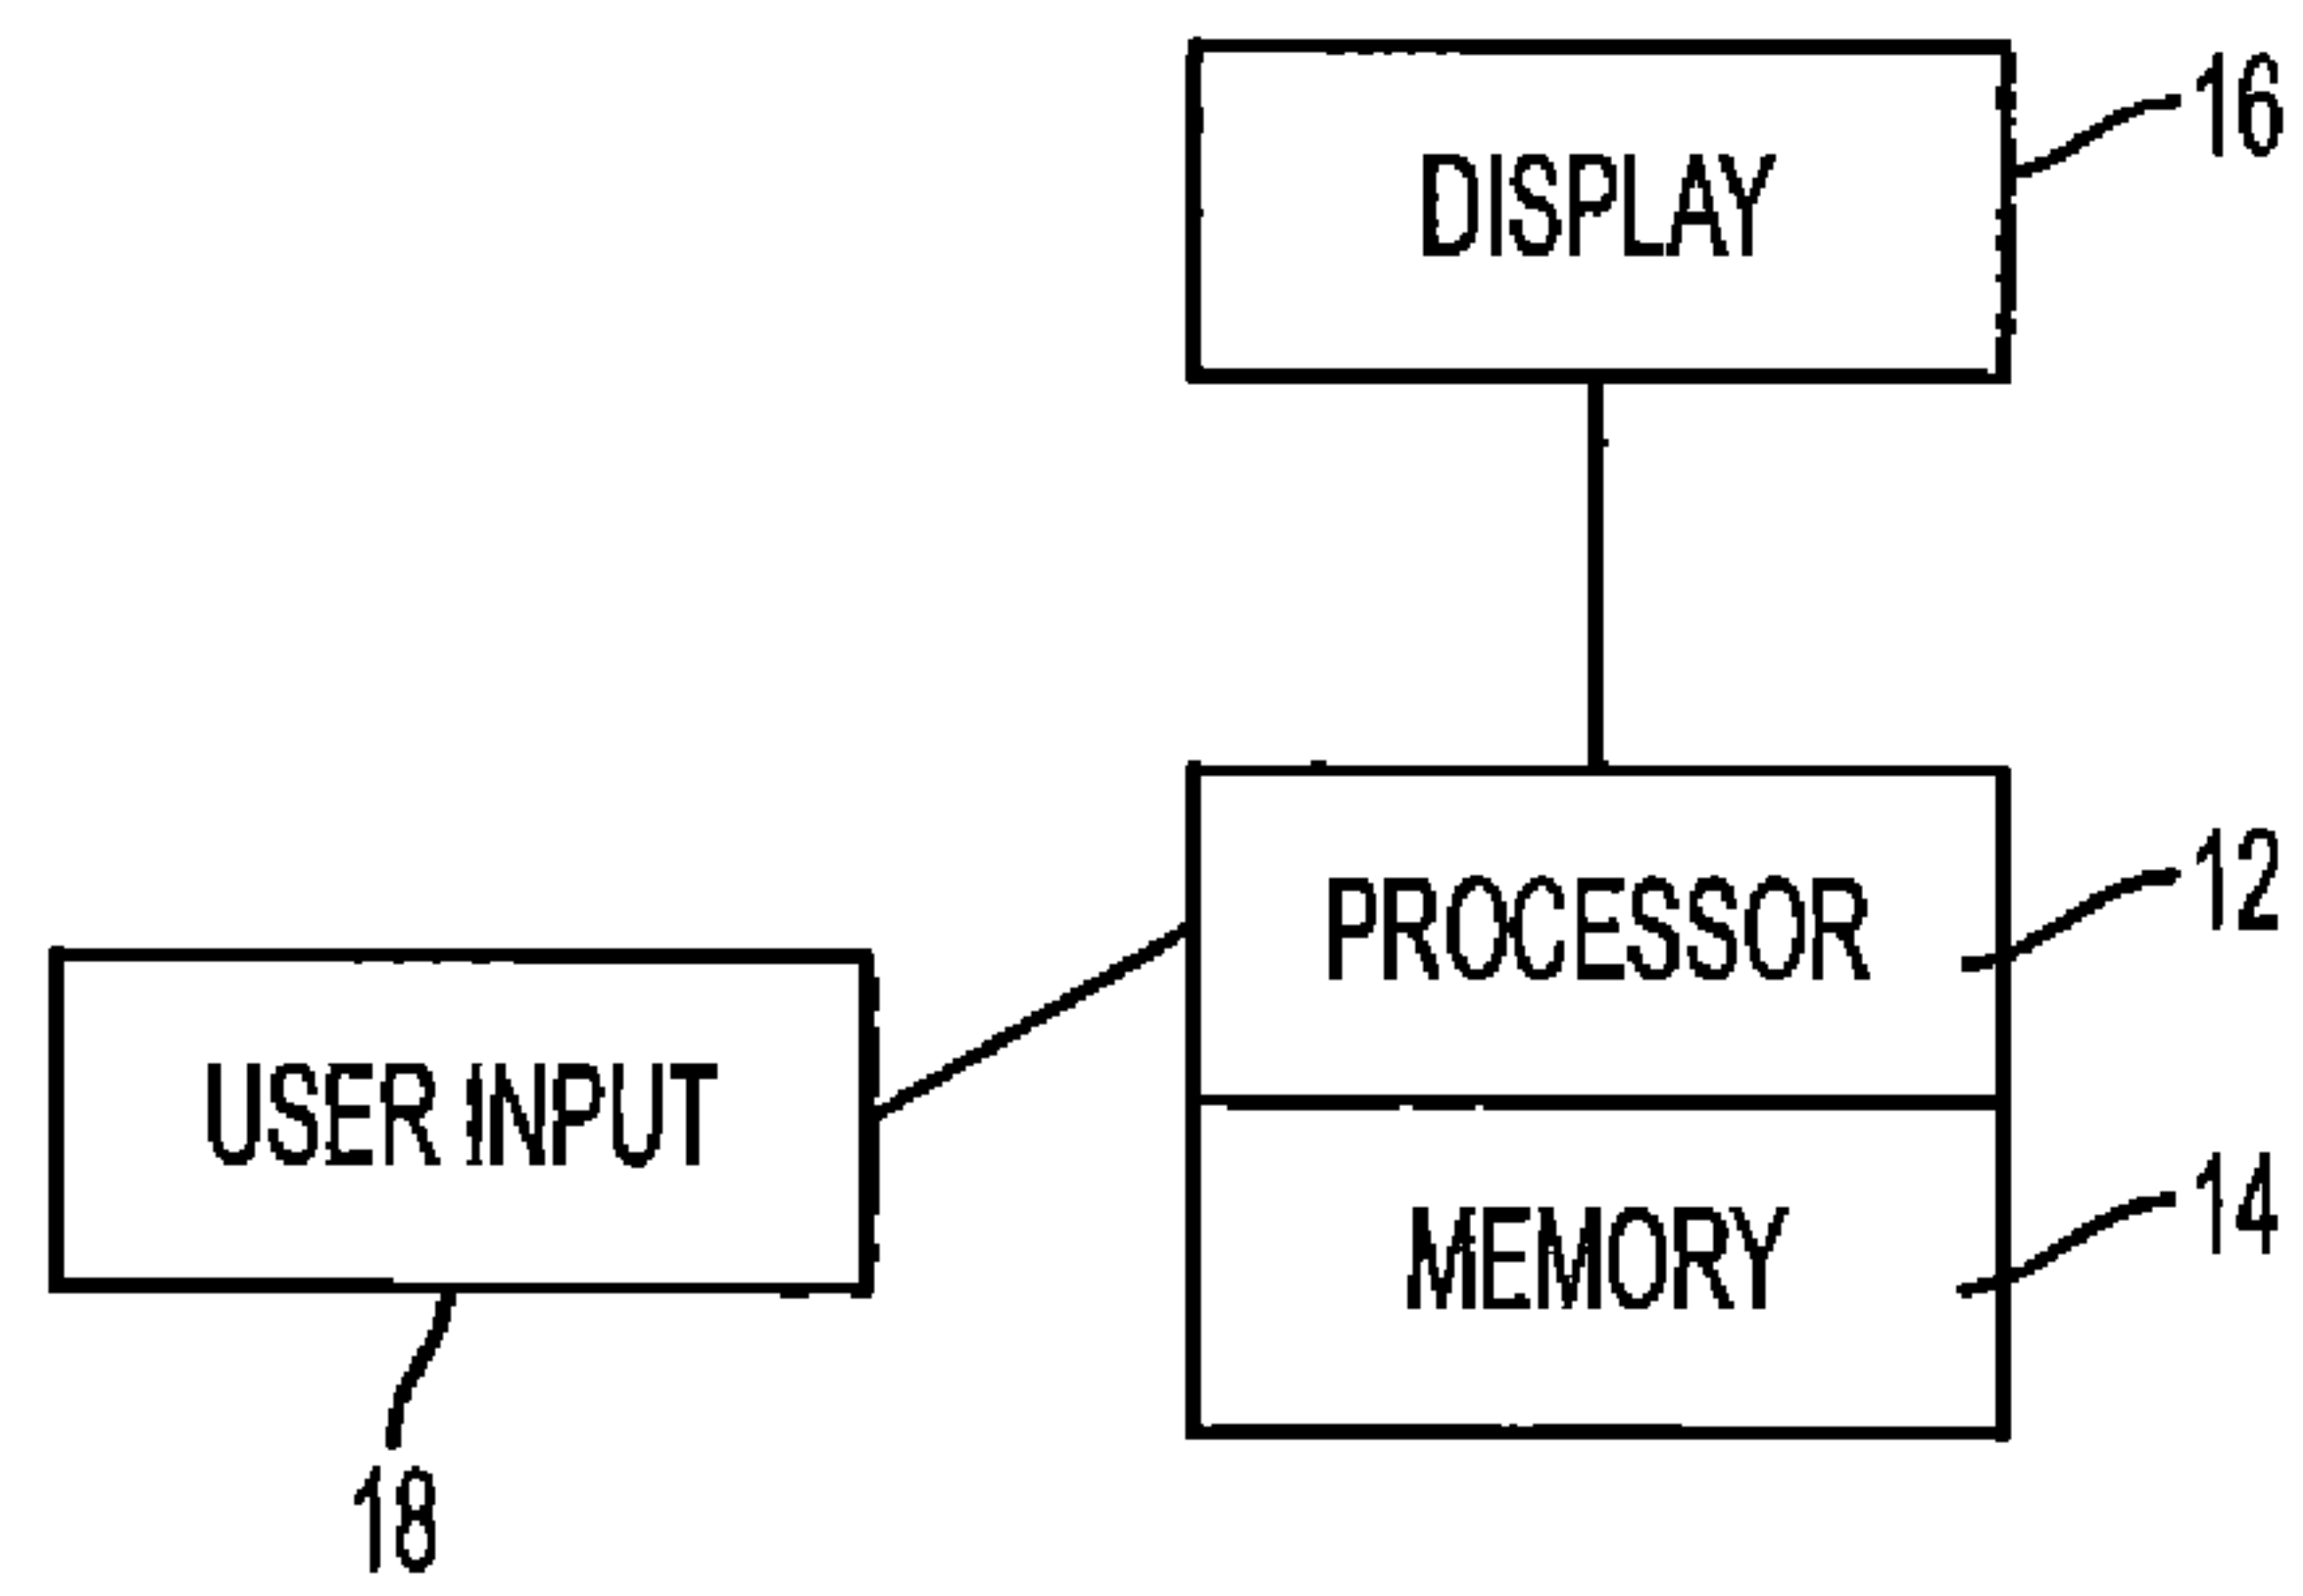 16
DISPLAY
12
PROCESSOR
USER INPUT
14
MEMORY
18